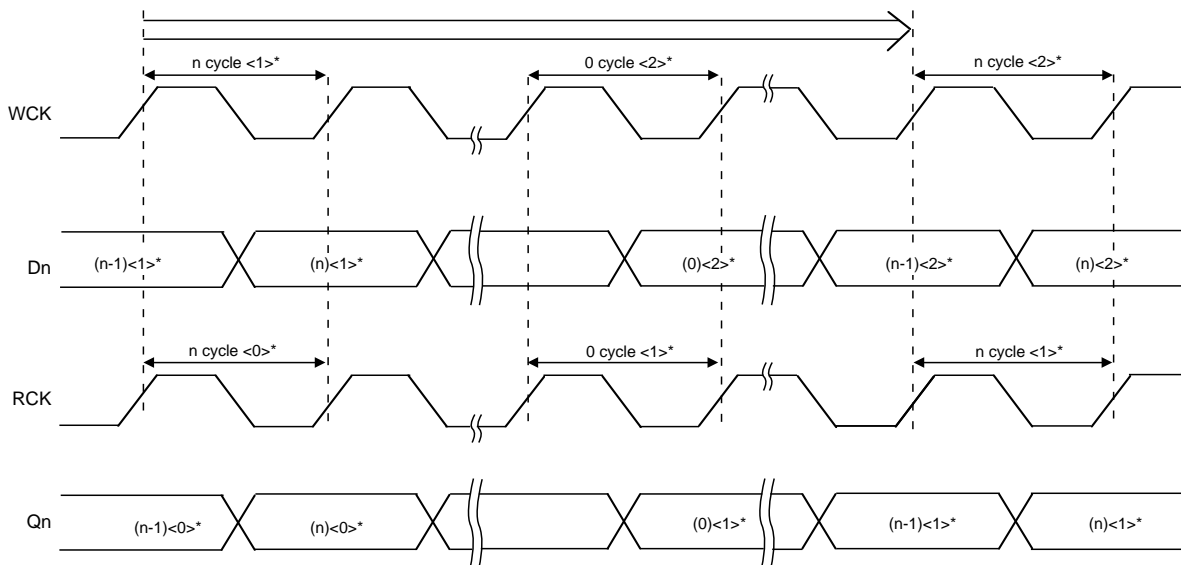 n cycle <1>* 0 cycle <2>* n cycle <2>*
WCK
Dn (n-1)<1>* (n)<1>* (0)<2>* (n-1)<2>* (n)<2>*
n cycle <0>* 0 cycle <1>* n cycle <1>*
RCK
Qn (n-1)<0>* (n)<0>* (0)<1>* (n-1)<1>* (n)<1>*